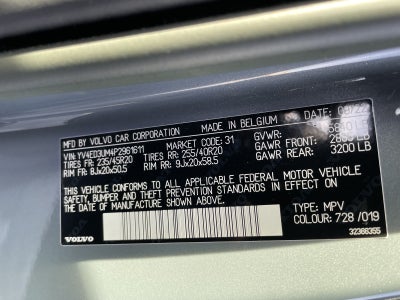 MFD BY VOLVO CAR CORPORATION MADE IN BELGIUM
VIN: YV4ED3UM4P2961611 MARKET CODE: 31 GVWR:
TIRES FR: 235/45R20 TIRES RR: 255/40R20 GAWR FRONT: 2890 LB
RIM FR: 8Jx20x50.5 RIM RR: 9Jx20x58.5 GAWR REAR: 3200 LB
THIS VEHICLE CONFORMS TO ALL APPLICABLE FEDERAL MOTOR VEHICLE
SAFETY, BUMPER, AND THEFT PREVENTION STANDARDS IN EFFECT ON
THE DATE OF MANUFACTURE SHOWN ABOVE.
TYPE: MPV
COLOUR: 728 /019
VOLVO 32366355